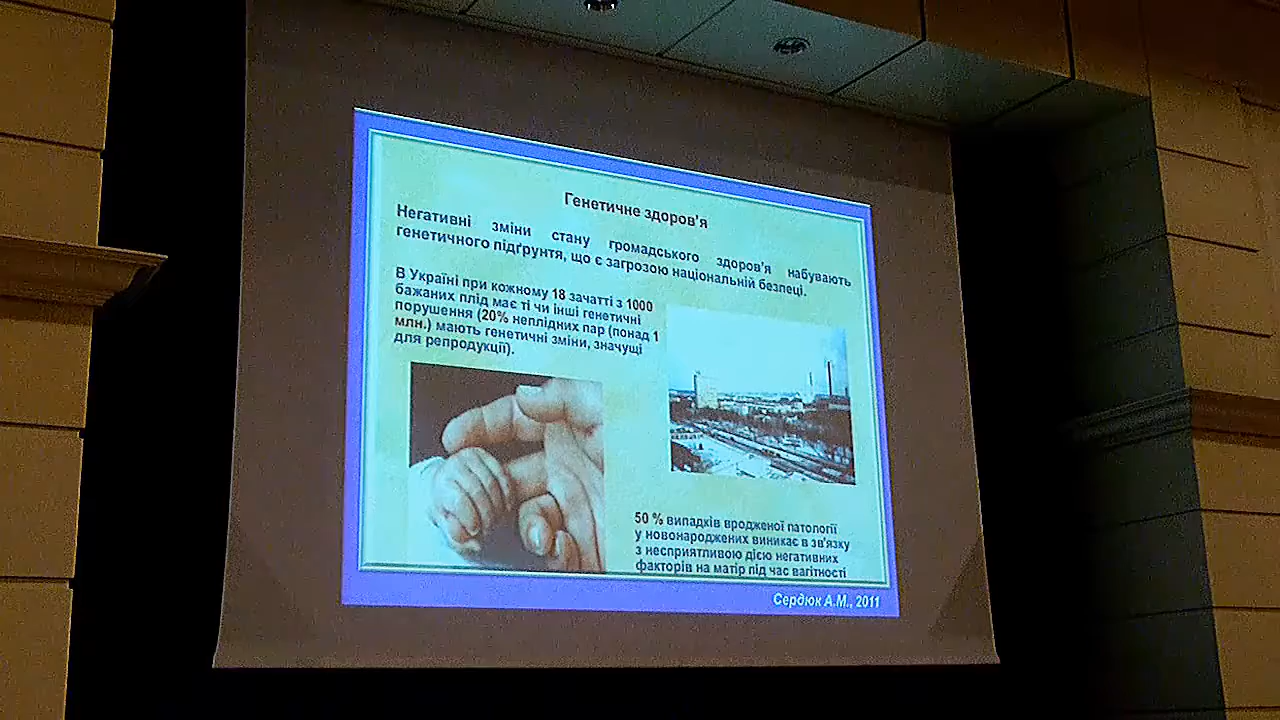 Генетичне здоров'я
Негативні зміни стану громадського здоров'я набувають
генетичного підґрунтя, що є загрозою національній безпеці.
В Україні при кожному 18 зачатті з 1000
бажаних плід має ті чи інші генетичні
порушення (20% неплідних пар (понад 1
млн.) мають генетичні зміни, значущі
для репродукції).
50 % випадків вродженої патології
у новонароджених виникає в зв'язку
з несприятливою дією негативних
факторів на матір під час вагітності
Сердюк А.М., 2011